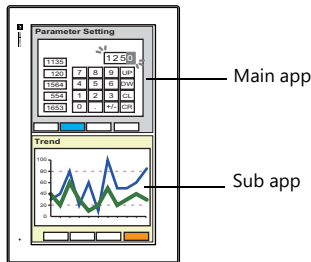 Parameter Setting
1250
1135
120 7 8 9 UP
1564 4 5 6 DW
554 1 2 3 CL
1653 0 . +/- CR
Main app
Trend
100
80
60
40
20
0
Sub app